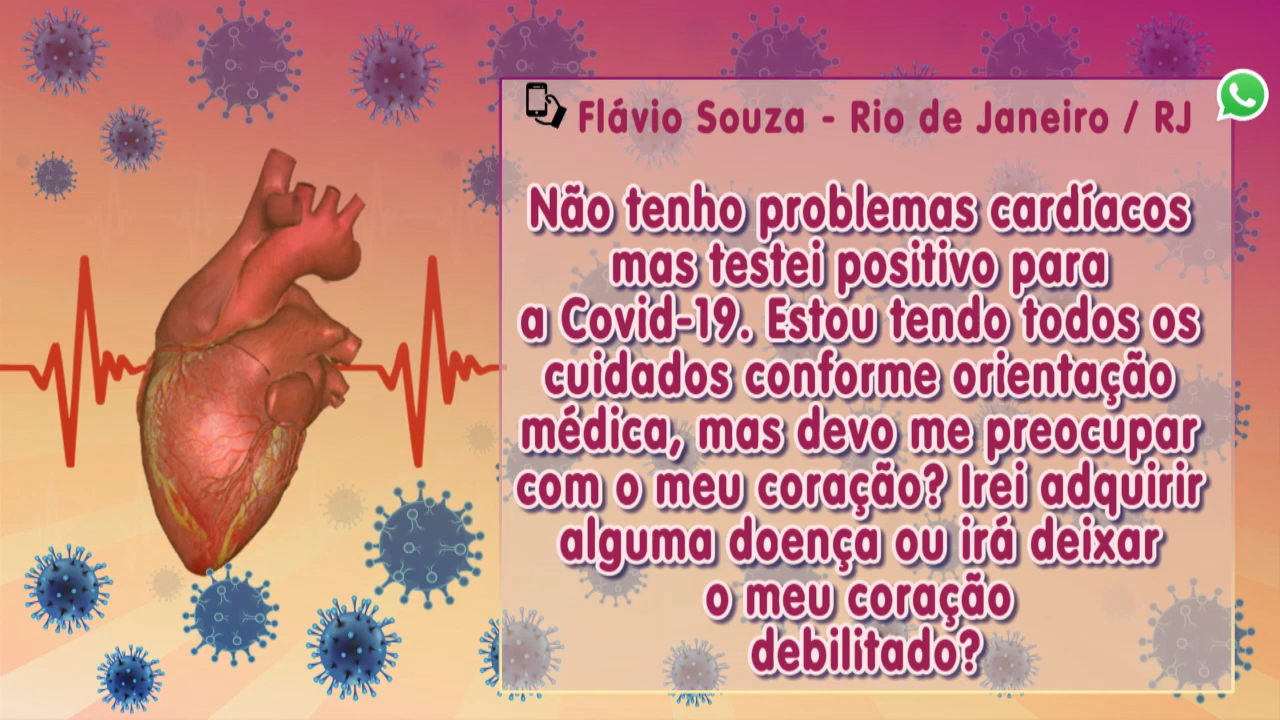 Flávio Souza - Rio de Janeiro / RJ
Não tenho problemas cardíacos
mas testei positivo para
a Covid-19. Estou tendo todos os
cuidados conforme orientação
médica, mas devo me preocupar
com o meu coração? Irei adquirir
alguma doença ou irá deixar
o meu coração
debilitado?